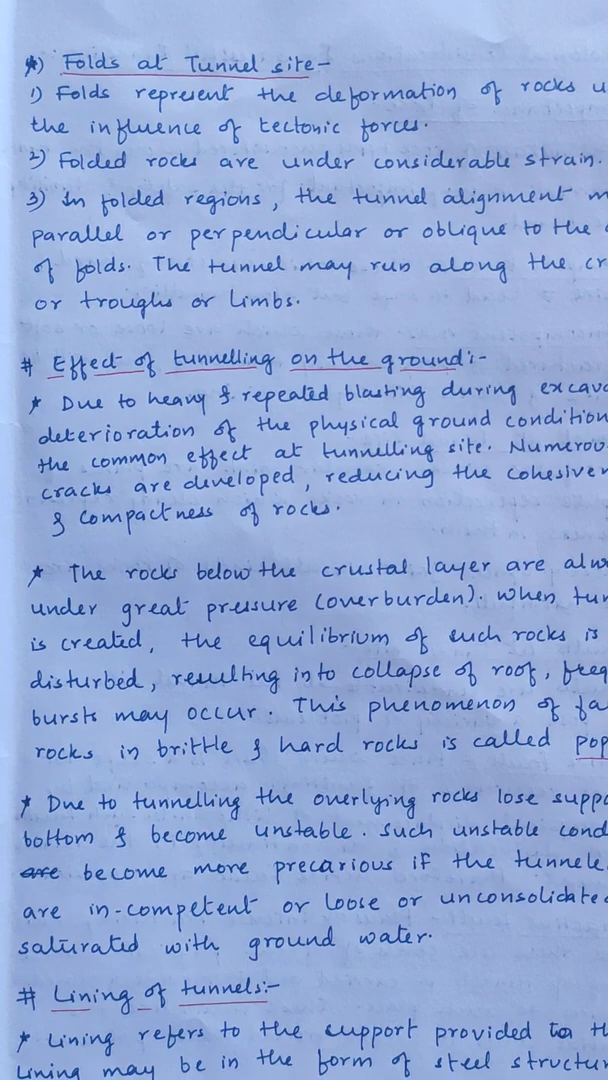 *) Folds at Tunnel site:-
1) Folds represent the deformation of rocks u
the influence of tectonic forces.
2) Folded rocks are under considerable strain.
3) In folded regions, the tunnel alignment m
parallel or perpendicular or oblique to the
of folds. The tunnel may run along the cr
or troughs or limbs.
# Effect of tunnelling on the ground:-
* Due to heavy & repeated blasting during excava
deterioration of the physical ground condition
the common effect at tunnelling site. Numerou
cracks are developed, reducing the cohesiven
& compactness of rocks.
* The rocks below the crustal layer are alw
under great pressure (overburden). When tun
is created, the equilibrium of such rocks is
disturbed, resulting into collapse of roof, freq
bursts may occur. This phenomenon of fa
rocks in brittle & hard rocks is called pop
* Due to tunnelling the overlying rocks lose suppo
bottom & become unstable. Such unstable cond
are become more precarious if the tunnele
are in-competent or loose or unconsolidate
saturated with ground water.
# Lining of tunnels:-
* Lining refers to the support provided to th
lining may be in the form of steel structur